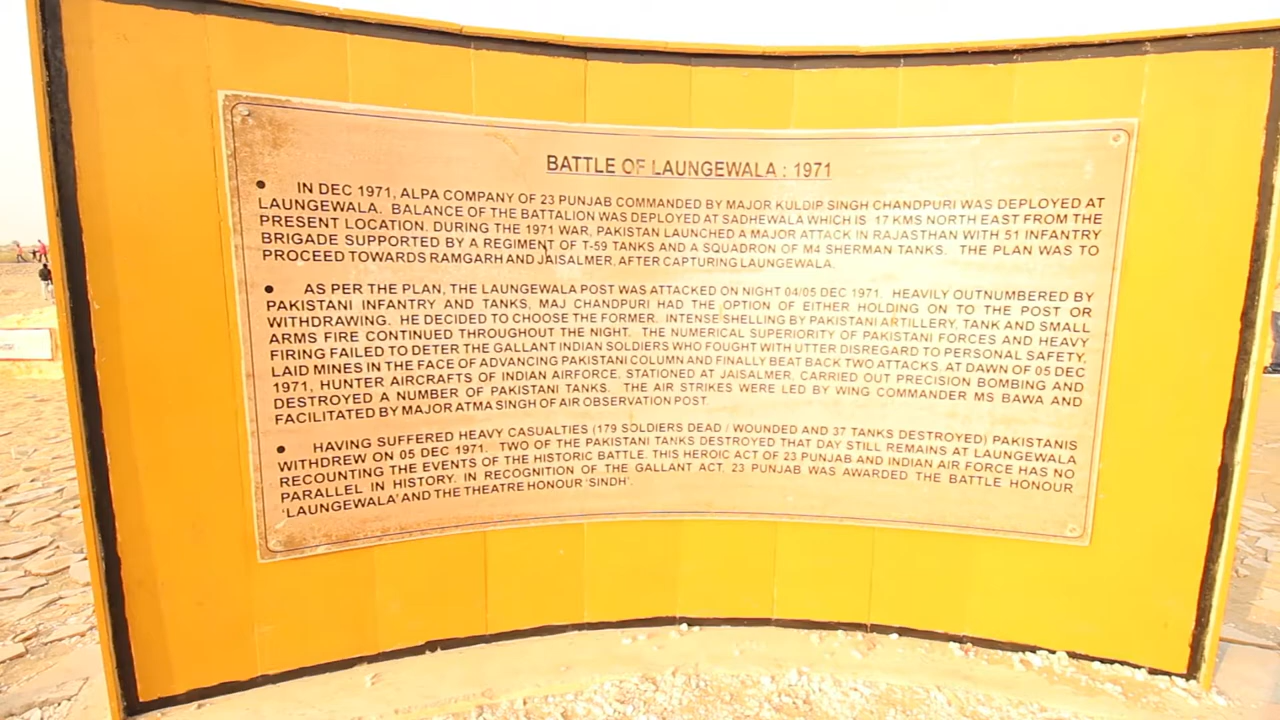 BATTLE OF LAUNGEWALA : 1971
● IN DEC 1971, ALPA COMPANY OF 23 PUNJAB COMMANDED BY MAJOR KULDIP SINGH CHANDPURI WAS DEPLOYED AT
LAUNGEWALA. BALANCE OF THE BATTALION WAS DEPLOYED AT SADHEWALA WHICH IS 17 KMS NORTH EAST FROM THE
PRESENT LOCATION. DURING THE 1971 WAR, PAKISTAN LAUNCHED A MAJOR ATTACK IN RAJASTHAN WITH 51 INFANTRY
BRIGADE SUPPORTED BY A REGIMENT OF T-59 TANKS AND A SQUADRON OF M4 SHERMAN TANKS. THE PLAN WAS TO
PROCEED TOWARDS RAMGARH AND JAISALMER, AFTER CAPTURING LAUNGEWALA.
● AS PER THE PLAN, THE LAUNGEWALA POST WAS ATTACKED ON NIGHT 04/05 DEC 1971. HEAVILY OUTNUMBERED BY
PAKISTANI INFANTRY AND TANKS, MAJ CHANDPURI HAD THE OPTION OF EITHER HOLDING ON TO THE POST OR
WITHDRAWING. HE DECIDED TO CHOOSE THE FORMER. INTENSE SHELLING BY PAKISTANI ARTILLERY, TANK AND SMALL
ARMS FIRE CONTINUED THROUGHOUT THE NIGHT. THE NUMERICAL SUPERIORITY OF PAKISTANI FORCES AND HEAVY
FIRING FAILED TO DETER THE GALLANT INDIAN SOLDIERS WHO FOUGHT WITH UTTER DISREGARD TO PERSONAL SAFETY,
LAID MINES IN THE FACE OF ADVANCING PAKISTANI COLUMN AND FINALLY BEAT BACK TWO ATTACKS. AT DAWN OF 05 DEC
1971, HUNTER AIRCRAFTS OF INDIAN AIRFORCE, STATIONED AT JAISALMER, CARRIED OUT PRECISION BOMBING AND
DESTROYED A NUMBER OF PAKISTANI TANKS. THE AIR STRIKES WERE LED BY WING COMMANDER MS BAWA AND
FACILITATED BY MAJOR ATMA SINGH OF AIR OBSERVATION POST.
● HAVING SUFFERED HEAVY CASUALTIES (179 SOLDIERS DEAD / WOUNDED AND 37 TANKS DESTROYED) PAKISTANIS
WITHDREW ON 05 DEC 1971. TWO OF THE PAKISTANI TANKS DESTROYED THAT DAY STILL REMAINS AT LAUNGEWALA
RECOUNTING THE EVENTS OF THE HISTORIC BATTLE. THIS HEROIC ACT OF 23 PUNJAB AND INDIAN AIR FORCE HAS NO
PARALLEL IN HISTORY. IN RECOGNITION OF THE GALLANT ACT, 23 PUNJAB WAS AWARDED THE BATTLE HONOUR
'LAUNGEWALA' AND THE THEATRE HONOUR 'SINDH'.